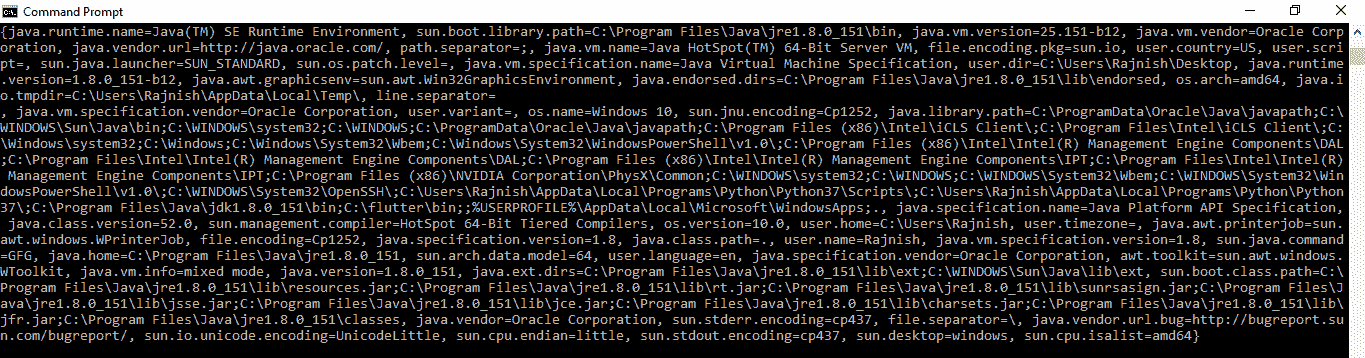 Command Prompt
{java.runtime.name=Java(TM) SE Runtime Environment, sun.boot.library.path=C:\Program Files\Java\jre1.8.0_151\bin, java.vm.version=25.151-b12, java.vm.vendor=Oracle Corp
oration, java.vendor.url=http://java.oracle.com/, path.separator=;, java.vm.name=Java HotSpot(TM) 64-Bit Server VM, file.encoding.pkg=sun.io, user.country=US, user.scri
pt=, sun.java.launcher=SUN_STANDARD, sun.os.patch.level=, java.vm.specification.name=Java Virtual Machine Specification, user.dir=C:\Users\Rajnish\Desktop, java.runtime
.version=1.8.0_151-b12, java.awt.graphicsenv=sun.awt.Win32GraphicsEnvironment, java.endorsed.dirs=C:\Program Files\Java\jre1.8.0_151\lib\endorsed, os.arch=amd64, java.i
o.tmpdir=C:\Users\Rajnish\AppData\Local\Temp\, line.separator=
, java.vm.specification.vendor=Oracle Corporation, user.variant=, os.name=Windows 10, sun.jnu.encoding=Cp1252, java.library.path=C:\ProgramData\Oracle\Java\javapath;C:\
WINDOWS\Sun\Java\bin;C:\WINDOWS\system32;C:\WINDOWS;C:\ProgramData\Oracle\Java\javapath;C:\Program Files (x86)\Intel\iCLS Client\;C:\Program Files\Intel\iCLS Client\;C:
\Windows\system32;C:\Windows;C:\Windows\System32\Wbem;C:\Windows\System32\WindowsPowerShell\v1.0\;C:\Program Files (x86)\Intel\Intel(R) Management Engine Components\DAL
;C:\Program Files\Intel\Intel(R) Management Engine Components\DAL;C:\Program Files (x86)\Intel\Intel(R) Management Engine Components\IPT;C:\Program Files\Intel\Intel(R)
 Management Engine Components\IPT;C:\Program Files (x86)\NVIDIA Corporation\PhysX\Common;C:\WINDOWS\system32;C:\WINDOWS;C:\WINDOWS\System32\Wbem;C:\WINDOWS\System32\Win
dowsPowerShell\v1.0\;C:\WINDOWS\System32\OpenSSH\;C:\Users\Rajnish\AppData\Local\Programs\Python\Python37\Scripts\;C:\Users\Rajnish\AppData\Local\Programs\Python\Python
37\;C:\Program Files\Java\jdk1.8.0_151\bin;C:\flutter\bin;;%USERPROFILE%\AppData\Local\Microsoft\WindowsApps;., java.specification.name=Java Platform API Specification,
 java.class.version=52.0, sun.management.compiler=HotSpot 64-Bit Tiered Compilers, os.version=10.0, user.home=C:\Users\Rajnish, user.timezone=, java.awt.printerjob=sun.
awt.windows.WPrinterJob, file.encoding=Cp1252, java.specification.version=1.8, java.class.path=., user.name=Rajnish, java.vm.specification.version=1.8, sun.java.command
=GFG, java.home=C:\Program Files\Java\jre1.8.0_151, sun.arch.data.model=64, user.language=en, java.specification.vendor=Oracle Corporation, awt.toolkit=sun.awt.windows.
WToolkit, java.vm.info=mixed mode, java.version=1.8.0_151, java.ext.dirs=C:\Program Files\Java\jre1.8.0_151\lib\ext;C:\WINDOWS\Sun\Java\lib\ext, sun.boot.class.path=C:\
Program Files\Java\jre1.8.0_151\lib\resources.jar;C:\Program Files\Java\jre1.8.0_151\lib\rt.jar;C:\Program Files\Java\jre1.8.0_151\lib\sunrsasign.jar;C:\Program Files\J
ava\jre1.8.0_151\lib\jsse.jar;C:\Program Files\Java\jre1.8.0_151\lib\jce.jar;C:\Program Files\Java\jre1.8.0_151\lib\charsets.jar;C:\Program Files\Java\jre1.8.0_151\lib\
jfr.jar;C:\Program Files\Java\jre1.8.0_151\classes, java.vendor=Oracle Corporation, sun.stderr.encoding=cp437, file.separator=\, java.vendor.url.bug=http://bugreport.su
n.com/bugreport/, sun.io.unicode.encoding=UnicodeLittle, sun.cpu.endian=little, sun.stdout.encoding=cp437, sun.desktop=windows, sun.cpu.isalist=amd64}